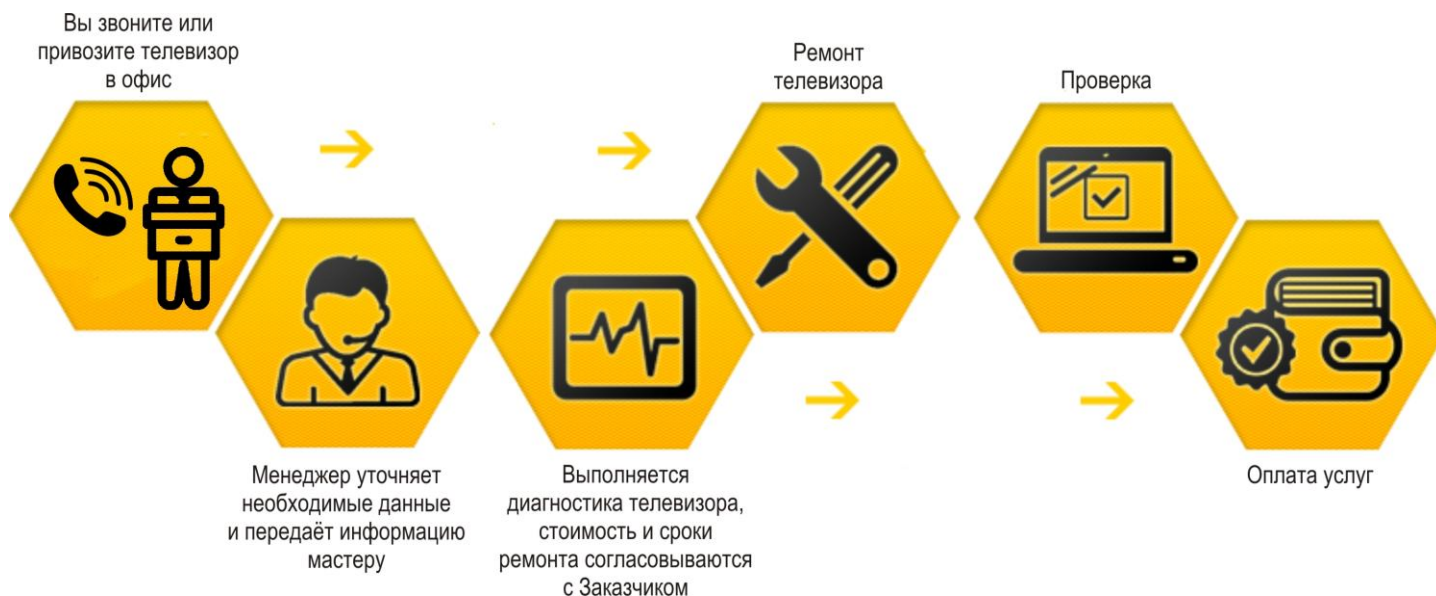 Вы звоните или
привозите телевизор
в офис
Менеджер уточняет
необходимые данные
и передаёт информацию
мастеру
Выполняется
диагностика телевизора,
стоимость и сроки
ремонта согласовываются
с Заказчиком
Ремонт
телевизора
Проверка
Оплата услуг